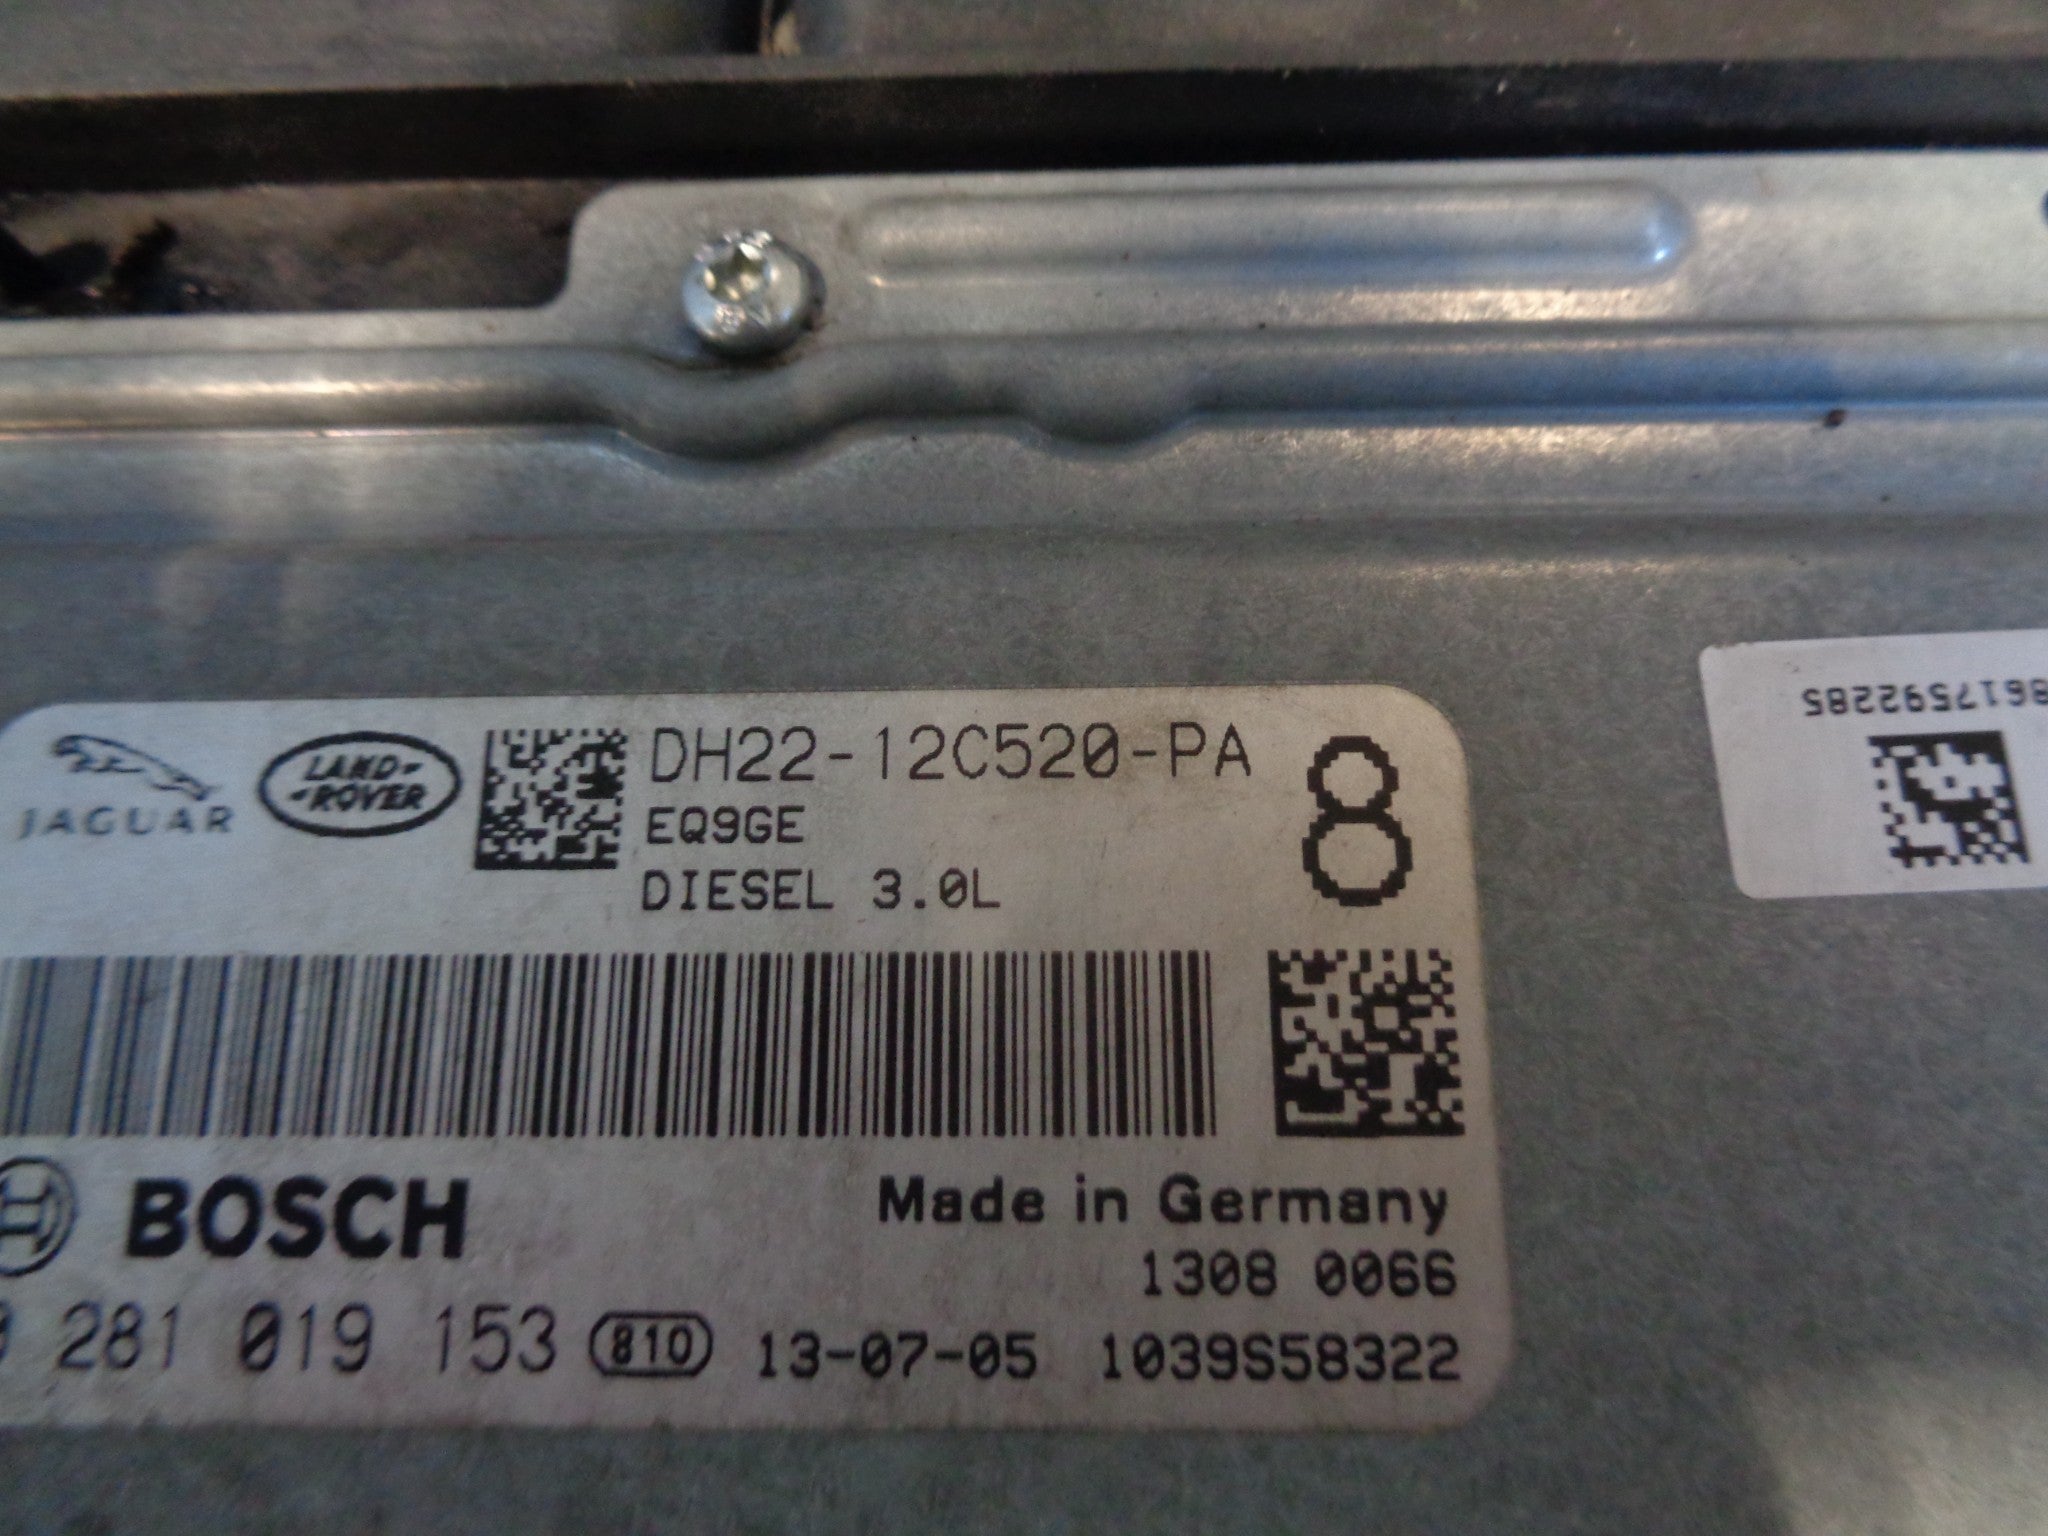 JAGUAR
LAND-
-ROVER
DH22-12C520-PA
8
EQ9GE
DIESEL 3.0L
8617592285
BOSCH
Made in Germany
1308 0066
281 019 153 810 13-07-05 1039S58322